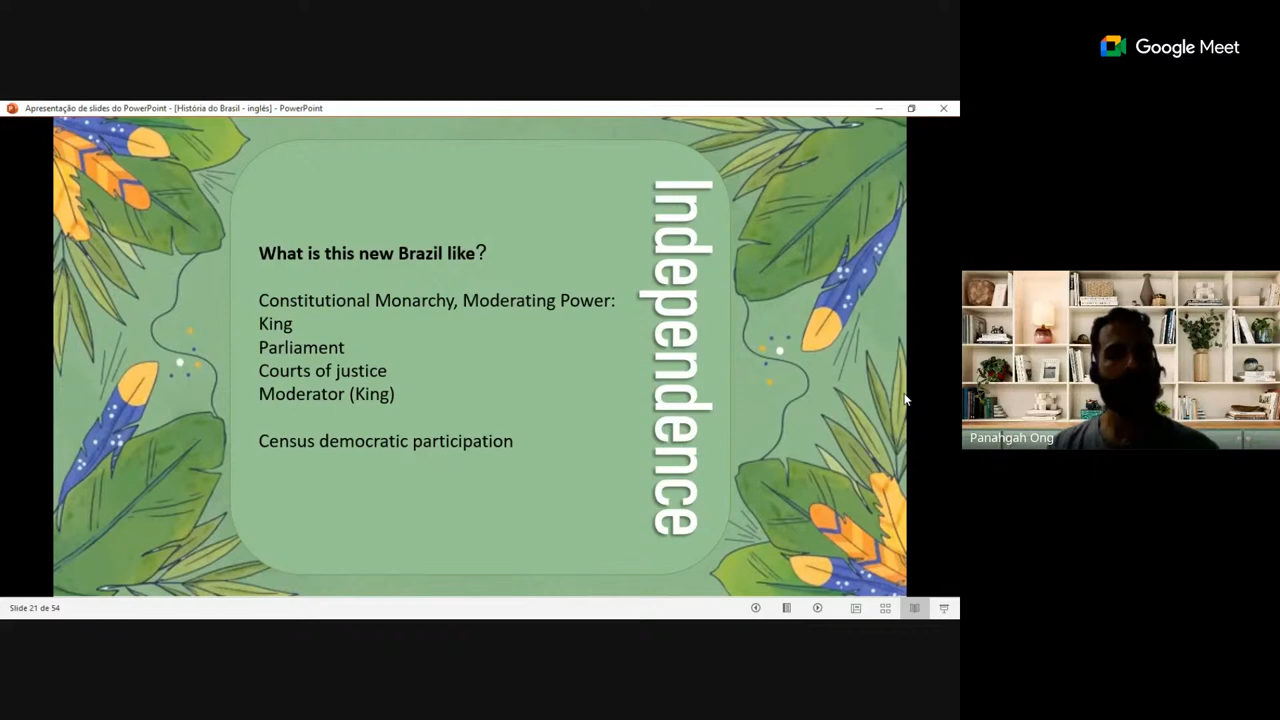 Google Meet
Apresentação de slides do PowerPoint - [História do Brasil - inglês] - PowerPoint
Independence
What is this new Brazil like?
Constitutional Monarchy, Moderating Power:
King
Parliament
Courts of justice
Moderator (King)
Census democratic participation
Panahgah Ong
Slide 21 de 54